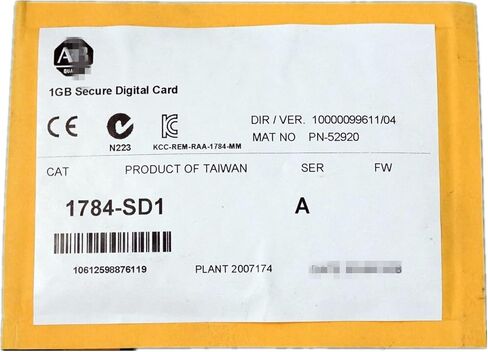 AB
1GB Secure Digital Card
CE N223 KCC-REM-RAA-1784-MM
DIR / VER. 10000099611/04
MAT NO PN-52920
CAT PRODUCT OF TAIWAN SER FW
1784-SD1 A
10612598876119 PLANT 2007174